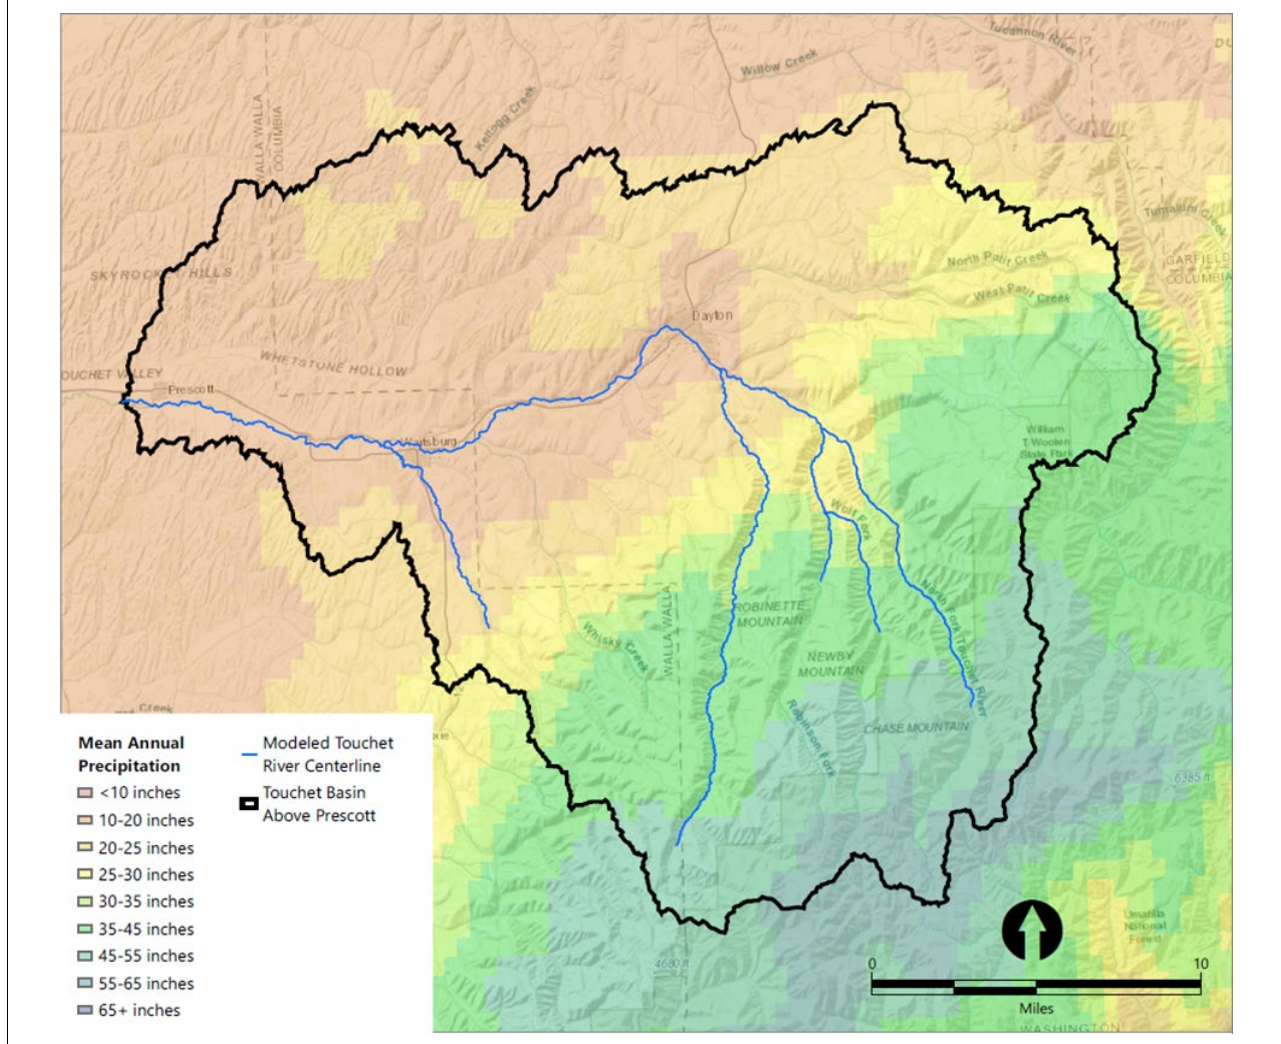 Tucannon River
DU
Willow Creek
Kellogg Creek
WALLA WALLA
COLUMBIA
Tumalum Creek
North Patit Creek
GARFIELD
COLUMBIA
SKYROCKET HILLS
West Patit Creek
Dayton
WHETSTONE HOLLOW
OUCHET VALLEY
Prescott
Waitsburg
William
T Wooten
State Park
Wolf Fork
ROBINETTE
MOUNTAIN
WALLA WALLA
North Fork Touchet River
Whisky Creek
NEWBY
MOUNTAIN
Robinson Fork
CHASE MOUNTAIN
Creek
xie
6385 ft
Mean Annual
Precipitation
<10 inches
10-20 inches
20-25 inches
25-30 inches
30-35 inches
35-45 inches
45-55 inches
55-65 inches
65+ inches
Modeled Touchet
River Centerline
Touchet Basin
Above Prescott
Umatilla
National
Forest
4680 ft
0
10
Miles
WASHINGTON